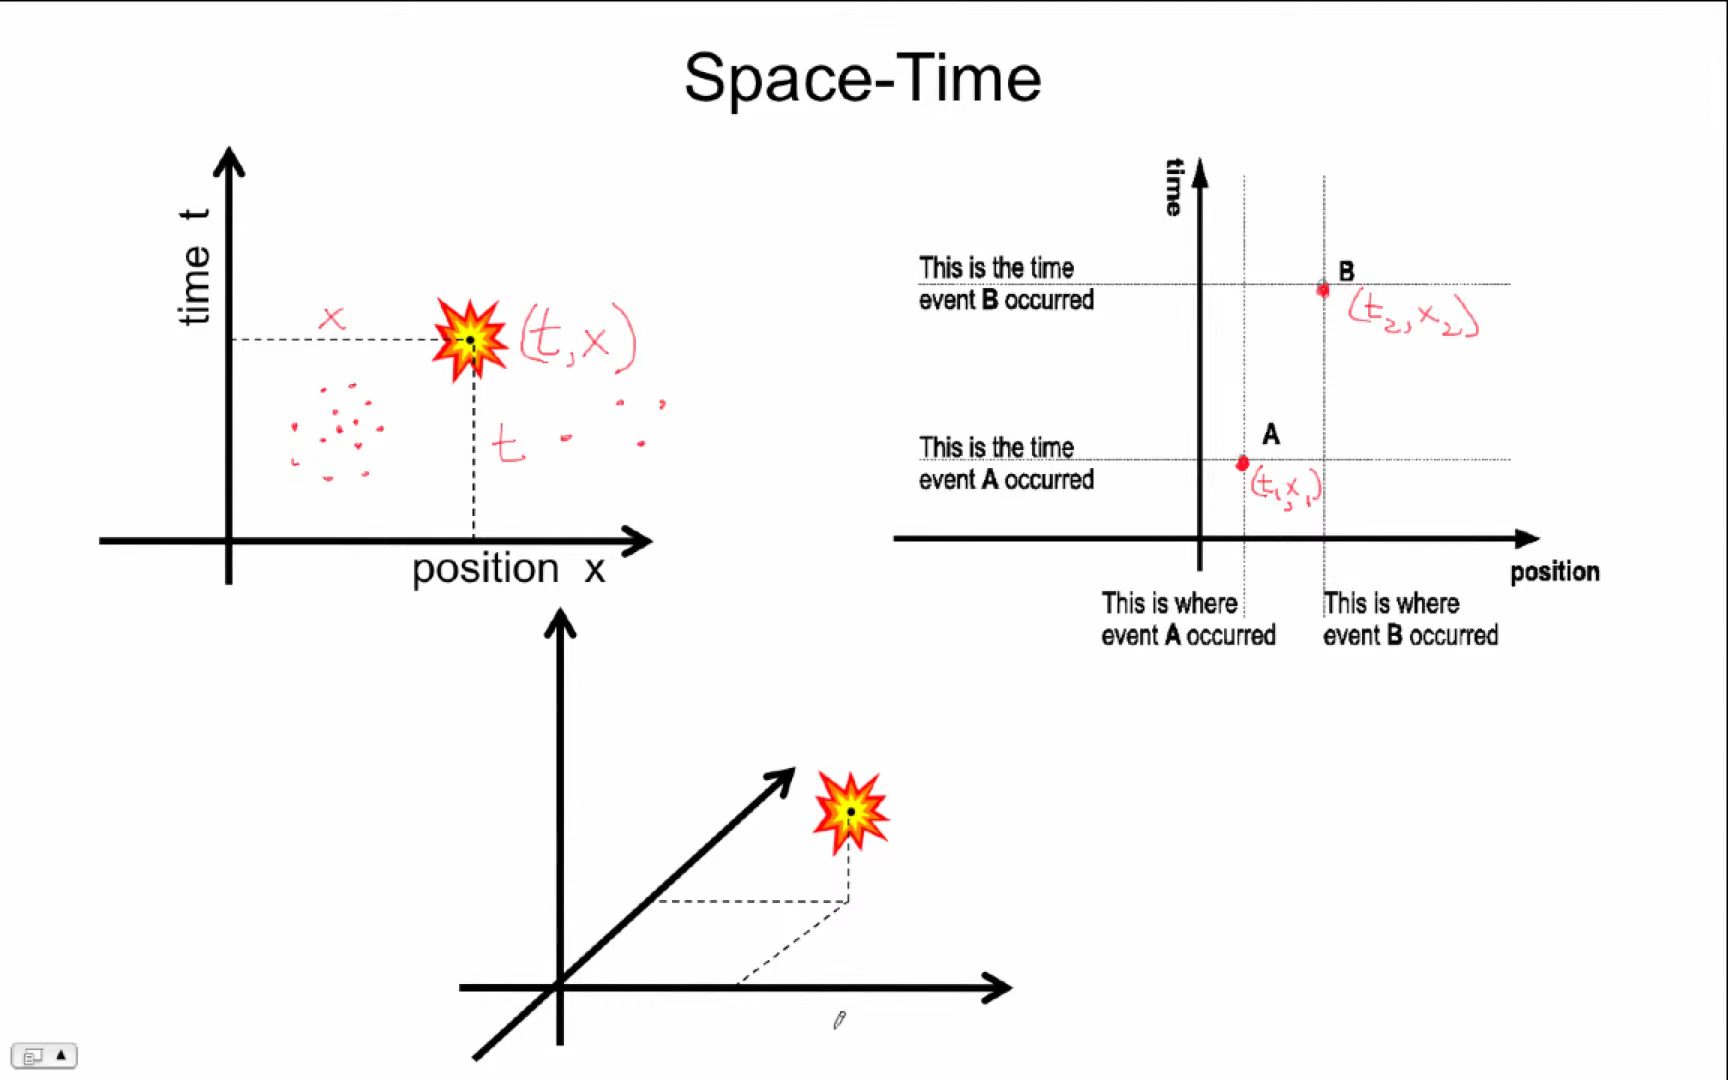 Space-Time
time t
x
(t, x)
t
position x
time
This is the time
event B occurred
B
(t2, x2)
This is the time
event A occurred
A
(t1, x1)
position
This is where
event A occurred
This is where
event B occurred